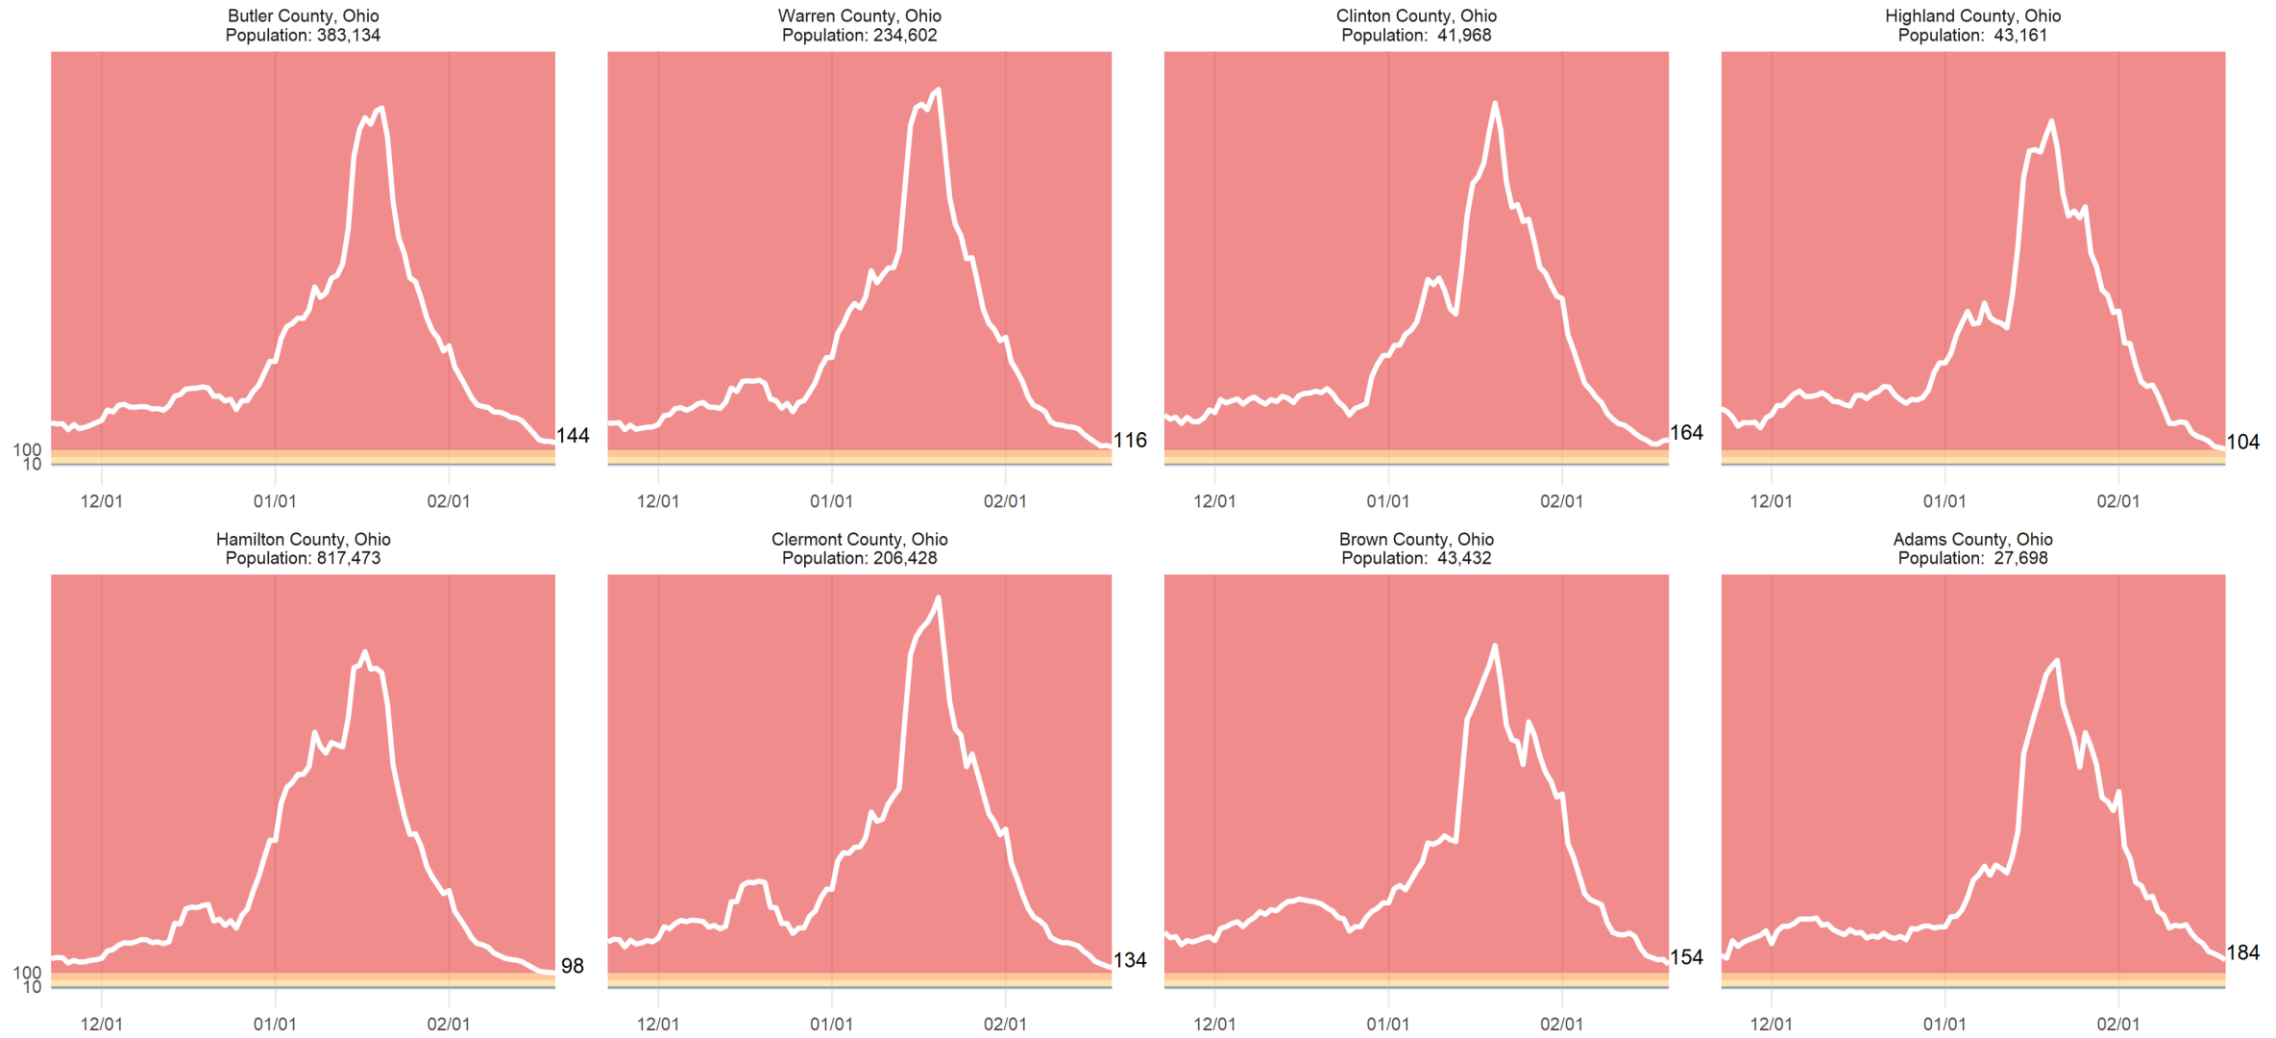 Butler County, Ohio
Population: 383,134
Warren County, Ohio
Population: 234,602
Clinton County, Ohio
Population: 41,968
Highland County, Ohio
Population: 43,161
100
10
144
116
164
104
12/01 01/01 02/01
12/01 01/01 02/01
12/01 01/01 02/01
12/01 01/01 02/01
Hamilton County, Ohio
Population: 817,473
Clermont County, Ohio
Population: 206,428
Brown County, Ohio
Population: 43,432
Adams County, Ohio
Population: 27,698
100
10
98
134
154
184
12/01 01/01 02/01
12/01 01/01 02/01
12/01 01/01 02/01
12/01 01/01 02/01